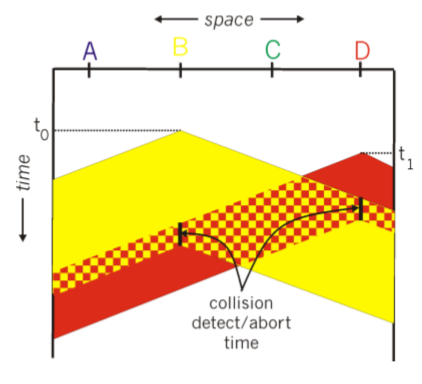 space
A B C D
t0
t1
time
collision
detect/abort
time